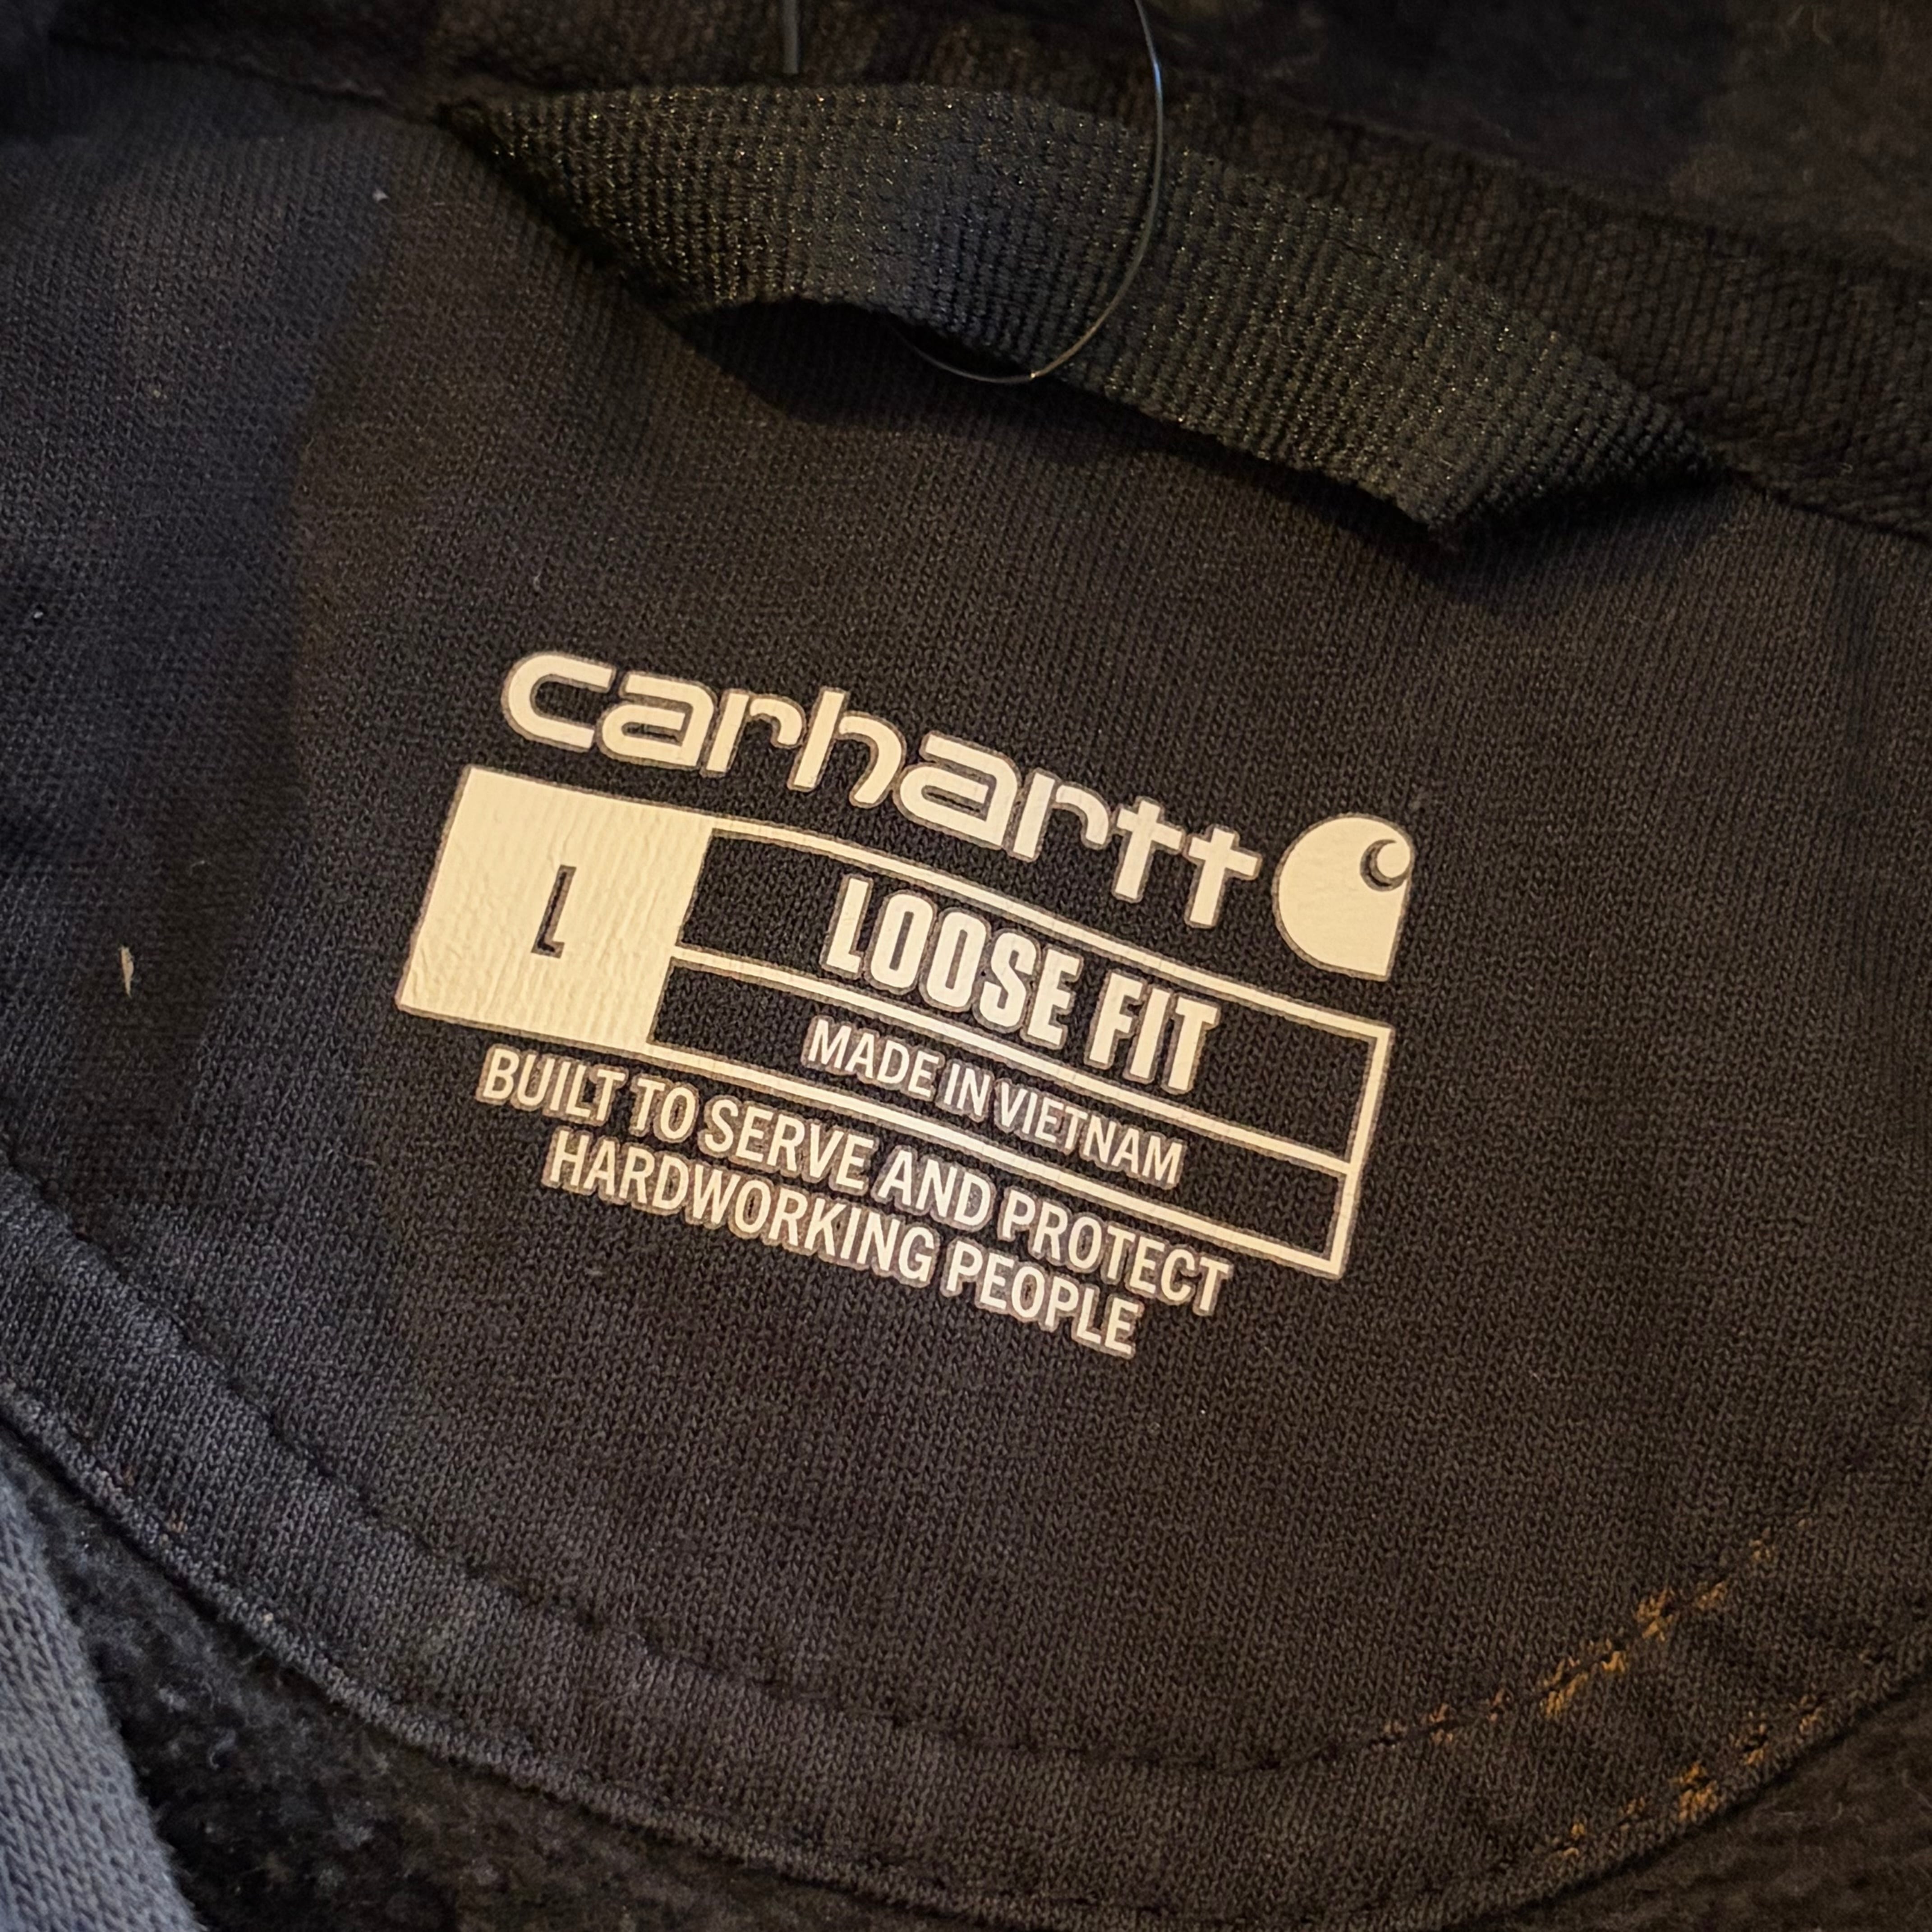 carhartt
L
LOOSE FIT
MADE IN VIETNAM
BUILT TO SERVE AND PROTECT
HARDWORKING PEOPLE